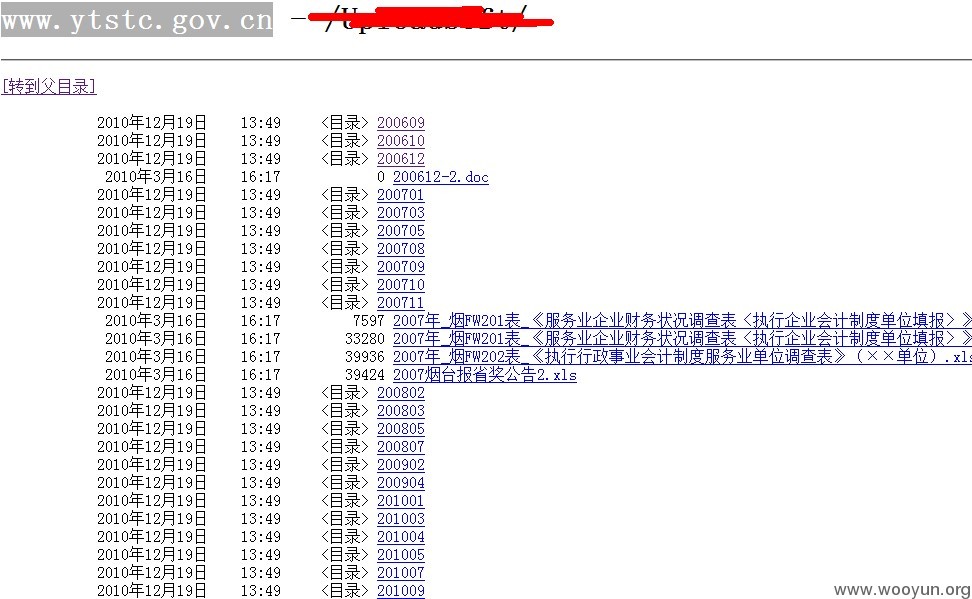 www.ytstc.gov.cn - /
[转到父目录]
2010年12月19日 13:49 <目录> 200609
2010年12月19日 13:49 <目录> 200610
2010年12月19日 13:49 <目录> 200612
2010年3月16日 16:17 0 200612-2.doc
2010年12月19日 13:49 <目录> 200701
2010年12月19日 13:49 <目录> 200703
2010年12月19日 13:49 <目录> 200705
2010年12月19日 13:49 <目录> 200708
2010年12月19日 13:49 <目录> 200709
2010年12月19日 13:49 <目录> 200710
2010年12月19日 13:49 <目录> 200711
2010年3月16日 16:17 7597 2007年_烟FW201表_《服务业企业财务状况调查表〈执行企业会计制度单位填报〉》
2010年3月16日 16:17 33280 2007年_烟FW201表_《服务业企业财务状况调查表〈执行企业会计制度单位填报〉》
2010年3月16日 16:17 39936 2007年_烟FW202表_《执行行政事业会计制度服务业单位调查表》（××单位）.xls
2010年3月16日 16:17 39424 2007烟台报省奖公告2.xls
2010年12月19日 13:49 <目录> 200802
2010年12月19日 13:49 <目录> 200803
2010年12月19日 13:49 <目录> 200805
2010年12月19日 13:49 <目录> 200807
2010年12月19日 13:49 <目录> 200902
2010年12月19日 13:49 <目录> 200904
2010年12月19日 13:49 <目录> 201001
2010年12月19日 13:49 <目录> 201003
2010年12月19日 13:49 <目录> 201004
2010年12月19日 13:49 <目录> 201005
2010年12月19日 13:49 <目录> 201007
2010年12月19日 13:49 <目录> 201009
www.wooyun.org